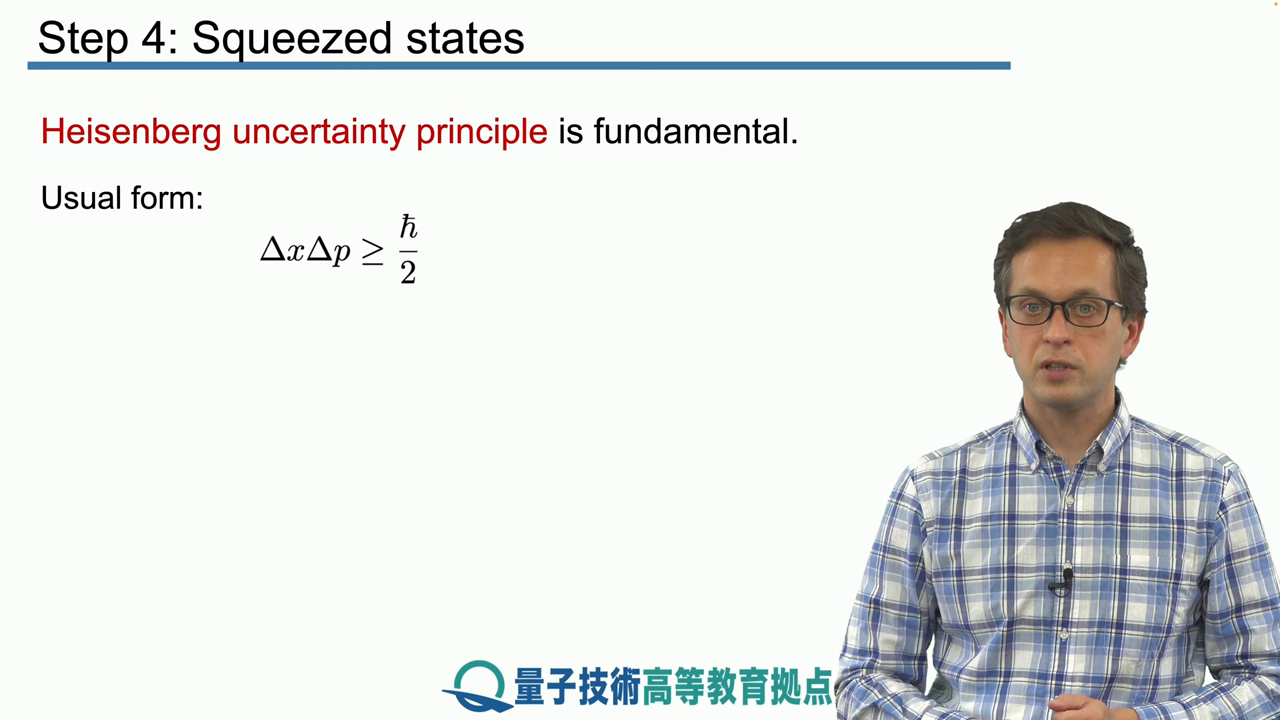 Step 4: Squeezed states
Heisenberg uncertainty principle is fundamental.
Usual form:
ΔxΔp ≥ ħ/2
量子技術高等教育拠点